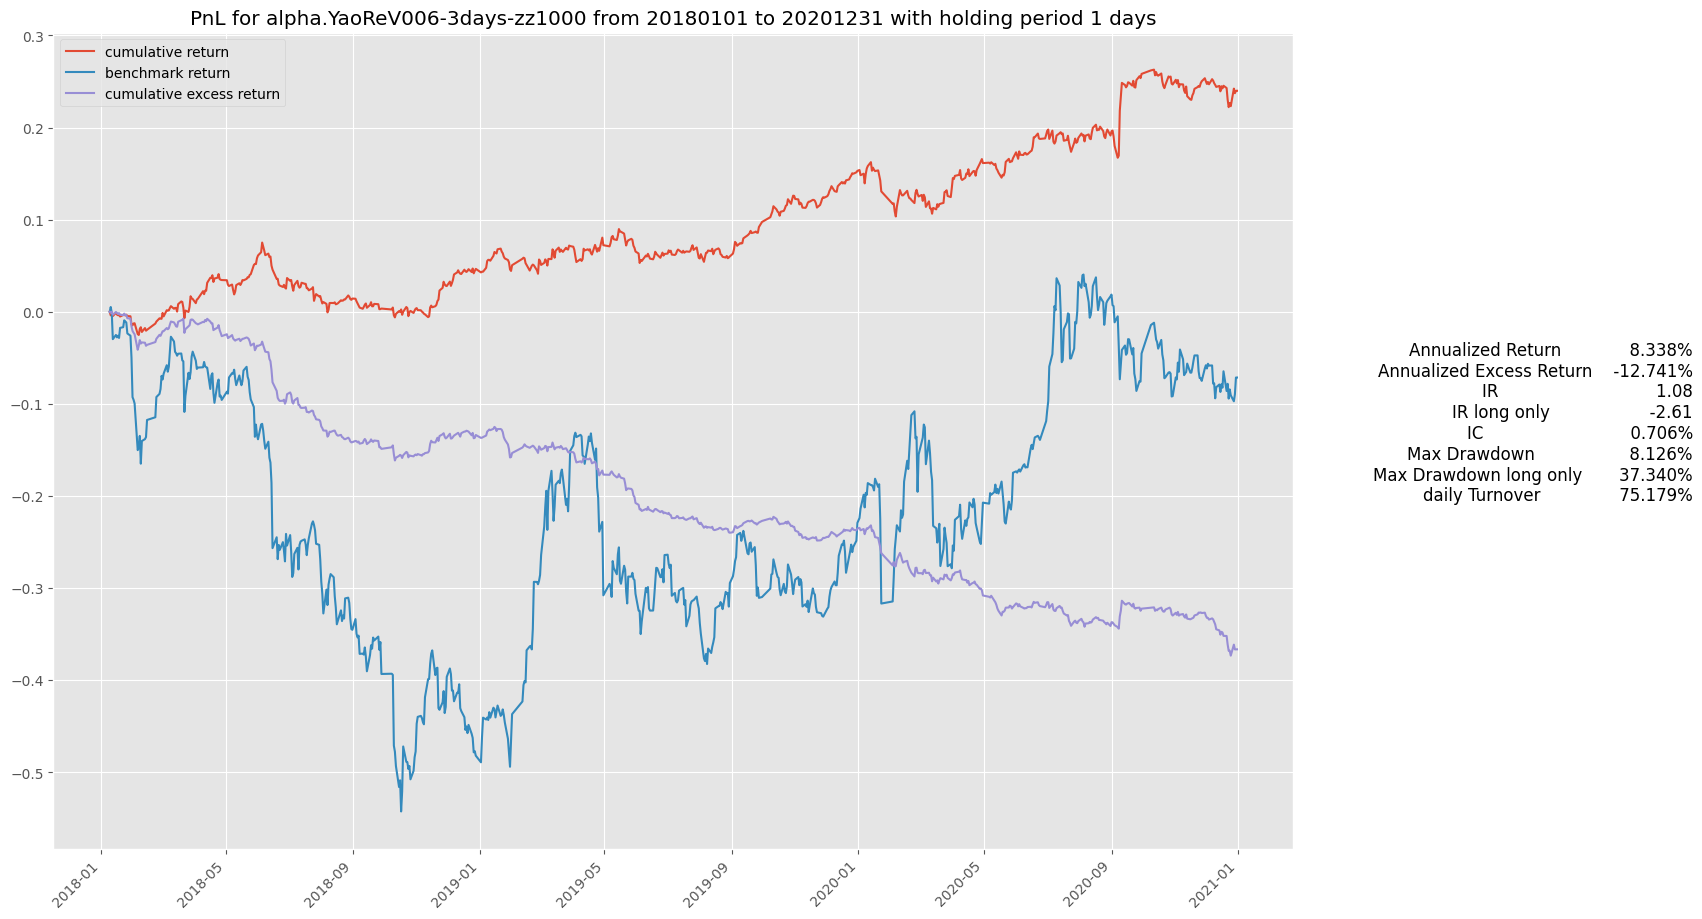 PnL for alpha.YaoReV006-3days-zz1000 from 20180101 to 20201231 with holding period 1 days
cumulative return
benchmark return
cumulative excess return
0.3
0.2
0.1
0.0
−0.1
−0.2
−0.3
−0.4
−0.5
2018-01
2018-05
2018-09
2019-01
2019-05
2019-09
2020-01
2020-05
2020-09
2021-01
Annualized Return 8.338%
Annualized Excess Return -12.741%
IR 1.08
IR long only -2.61
IC 0.706%
Max Drawdown 8.126%
Max Drawdown long only 37.340%
daily Turnover 75.179%